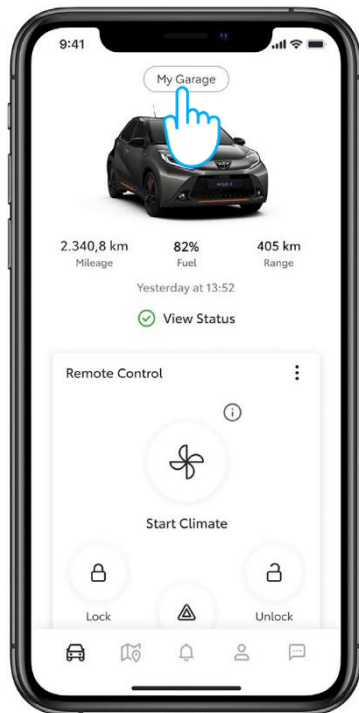 9:41
My Garage
2.340,8 km 82% 405 km
Mileage Fuel Range
Yesterday at 13:52
View Status
Remote Control
Start Climate
Lock Unlock